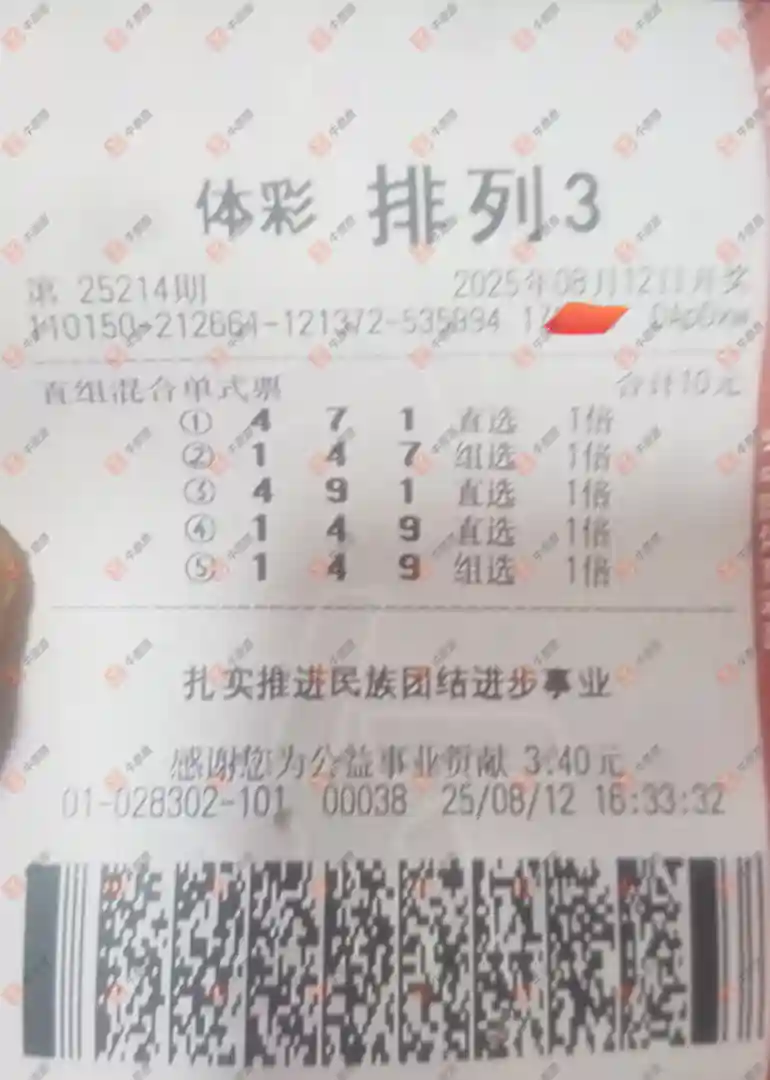 体彩 排列3
第 25214期 2025年08月12日开奖
110150-212661-121372-535994
直组混合单式票 合计10元
① 4 7 1 直选 1倍
② 1 4 7 组选 1倍
③ 4 9 1 直选 1倍
④ 1 4 9 直选 1倍
⑤ 1 4 9 组选 1倍
扎实推进民族团结进步事业
感谢您为公益事业贡献 3.40元
01-028302-101 00038 25/08/12 16:33:32